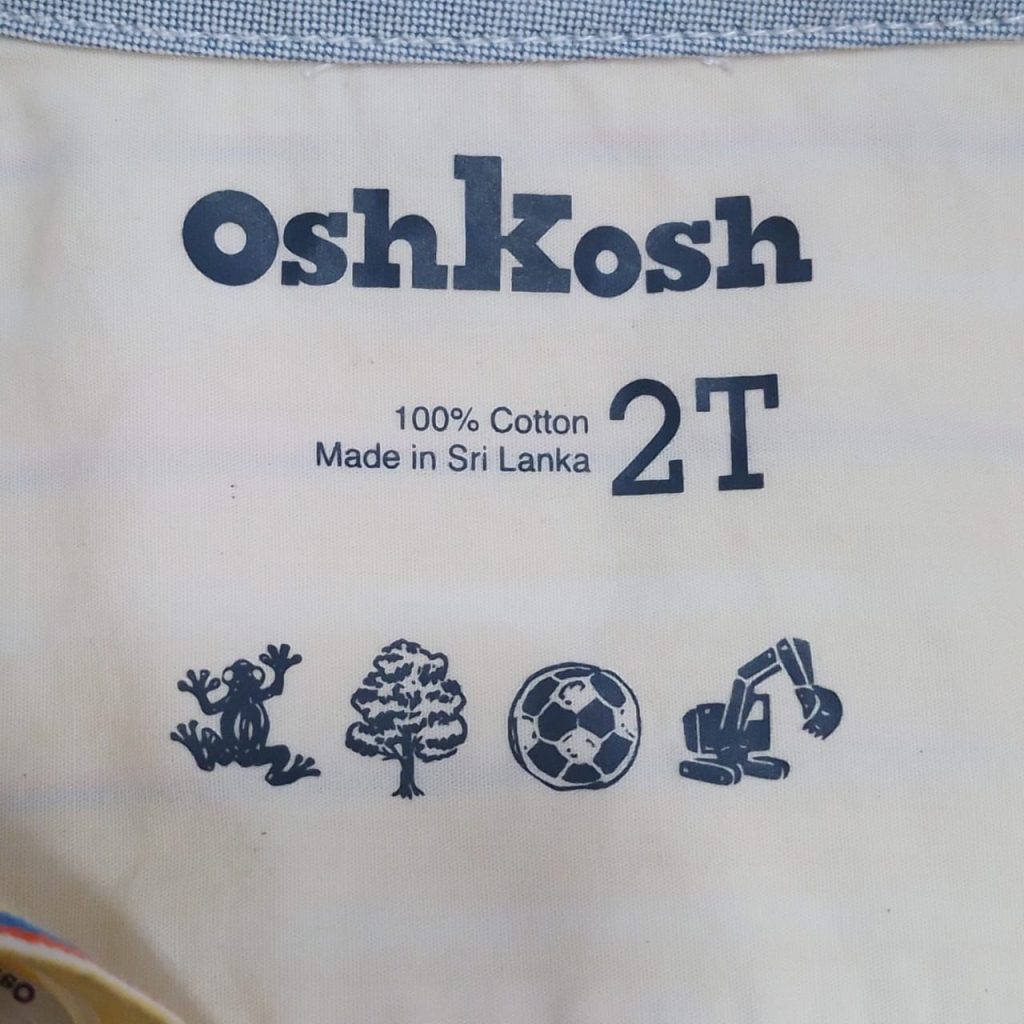 OshKosh
100% Cotton
Made in Sri Lanka
2T